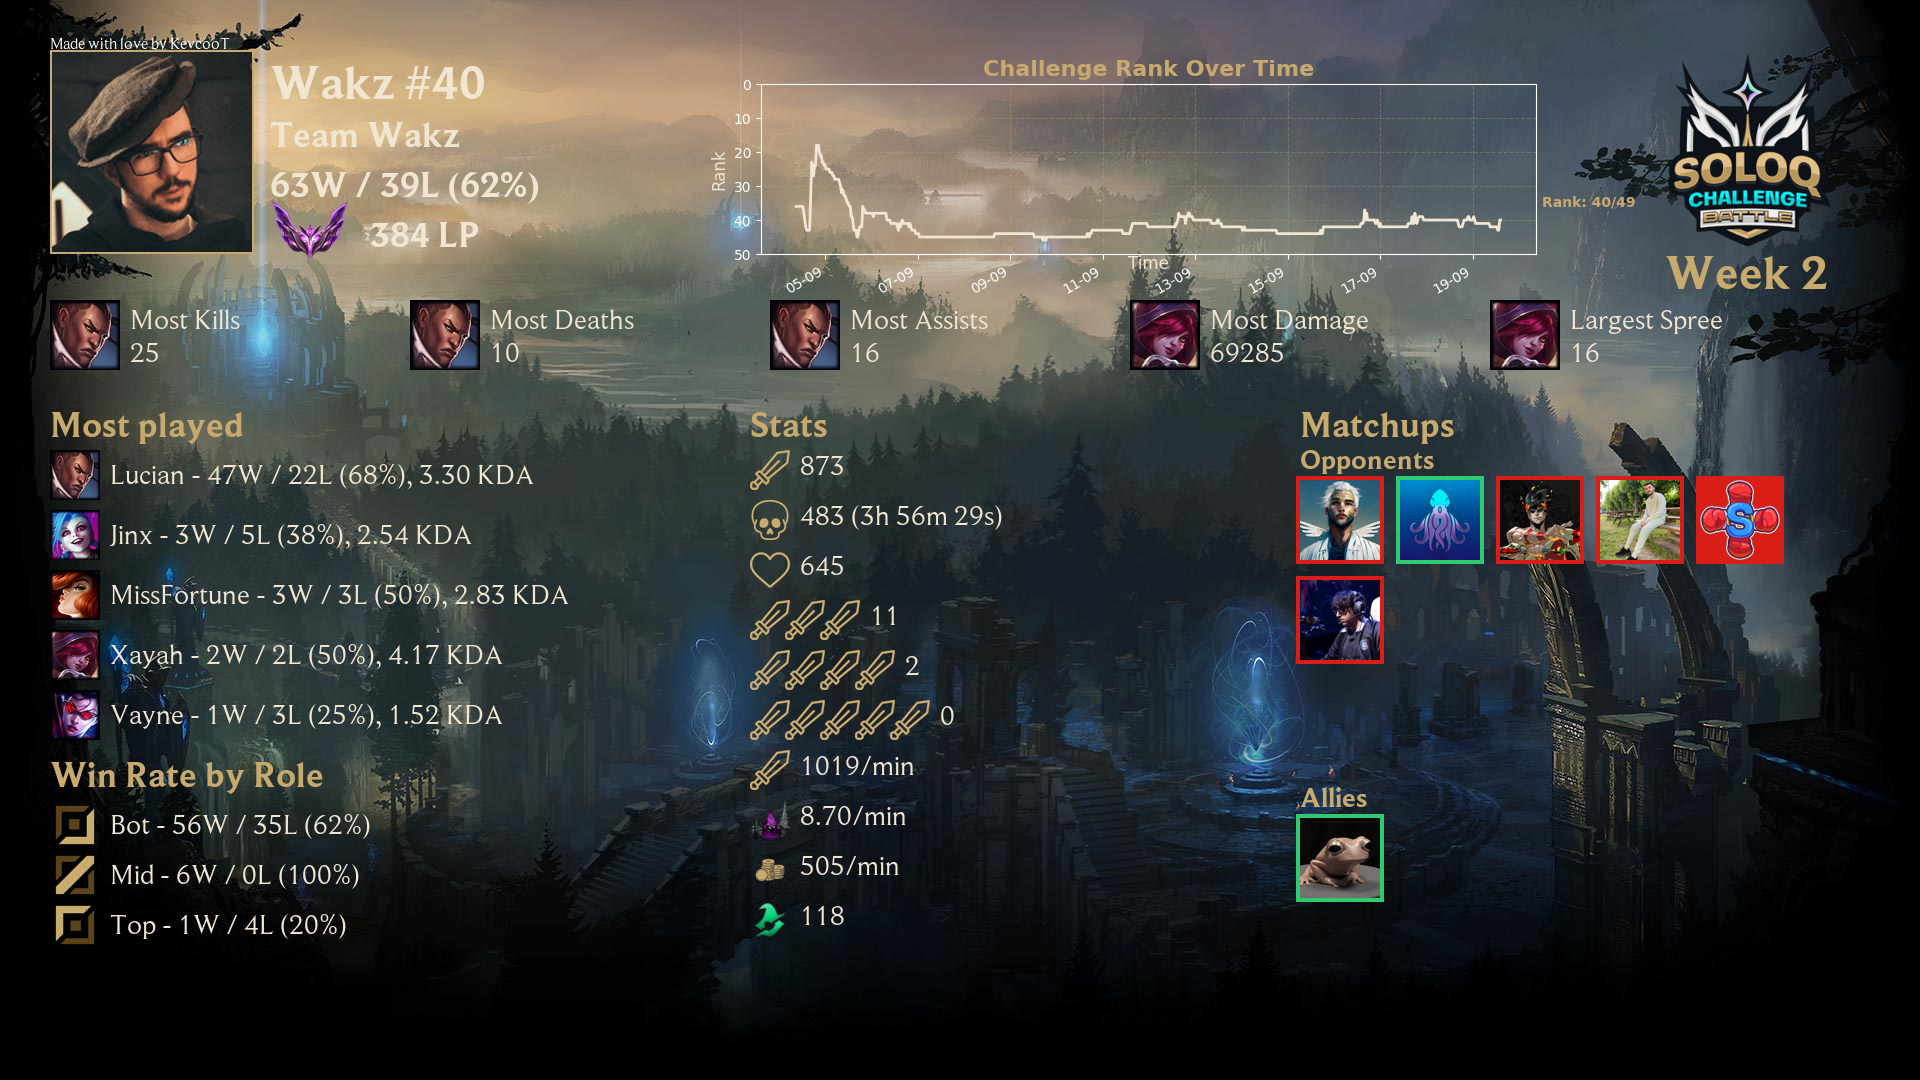 Made with love by KevcooT
Wakz #40
Team Wakz
63W / 39L (62%)
384 LP
Challenge Rank Over Time
Rank
0
10
20
30
40
50
05-09
07-09
09-09
11-09
13-09
15-09
17-09
19-09
Time
Rank: 40/49
SOLOQ
CHALLENGE
BATTLE
Week 2
Most Kills
25
Most Deaths
10
Most Assists
16
Most Damage
69285
Largest Spree
16
Most played
Lucian - 47W / 22L (68%), 3.30 KDA
Jinx - 3W / 5L (38%), 2.54 KDA
MissFortune - 3W / 3L (50%), 2.83 KDA
Xayah - 2W / 2L (50%), 4.17 KDA
Vayne - 1W / 3L (25%), 1.52 KDA
Win Rate by Role
Bot - 56W / 35L (62%)
Mid - 6W / 0L (100%)
Top - 1W / 4L (20%)
Stats
873
483 (3h 56m 29s)
645
11
2
0
1019/min
8.70/min
505/min
118
Matchups
Opponents
S
Allies